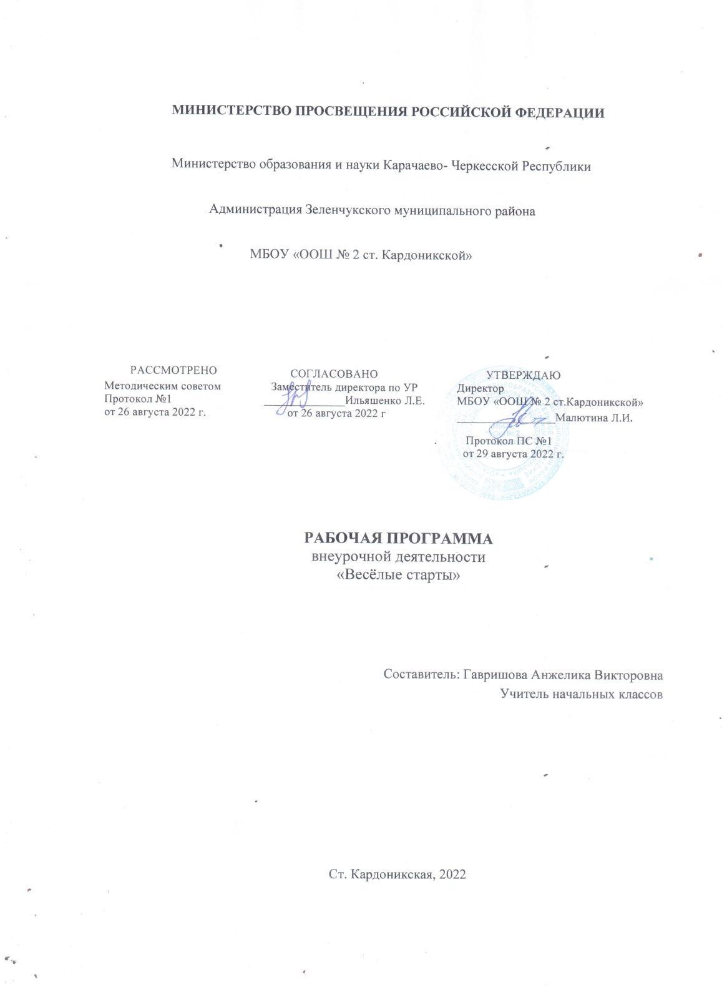 МИНИСТЕРСТВО ПРОСВЕЩЕНИЯ РОССИЙСКОЙ ФЕДЕРАЦИИ
Министерство образования и науки Карачаево- Черкесской Республики
Администрация Зеленчукского муниципального района
МБОУ «ООШ № 2 ст. Кардоникской»
РАССМОТРЕНО
Методическим советом
Протокол №1
от 26 августа 2022 г.
СОГЛАСОВАНО
Заместитель директора по УР
_____________Ильяшенко Л.Е.
от 26 августа 2022 г
УТВЕРЖДАЮ
Директор
МБОУ «ООШ № 2 ст.Кардоникской»
________________Малютина Л.И.
Протокол ПС №1
от 29 августа 2022 г.
РАБОЧАЯ ПРОГРАММА
внеурочной деятельности
«Весёлые старты»
Составитель: Гавришова Анжелика Викторовна
Учитель начальных классов
Ст. Кардоникская, 2022